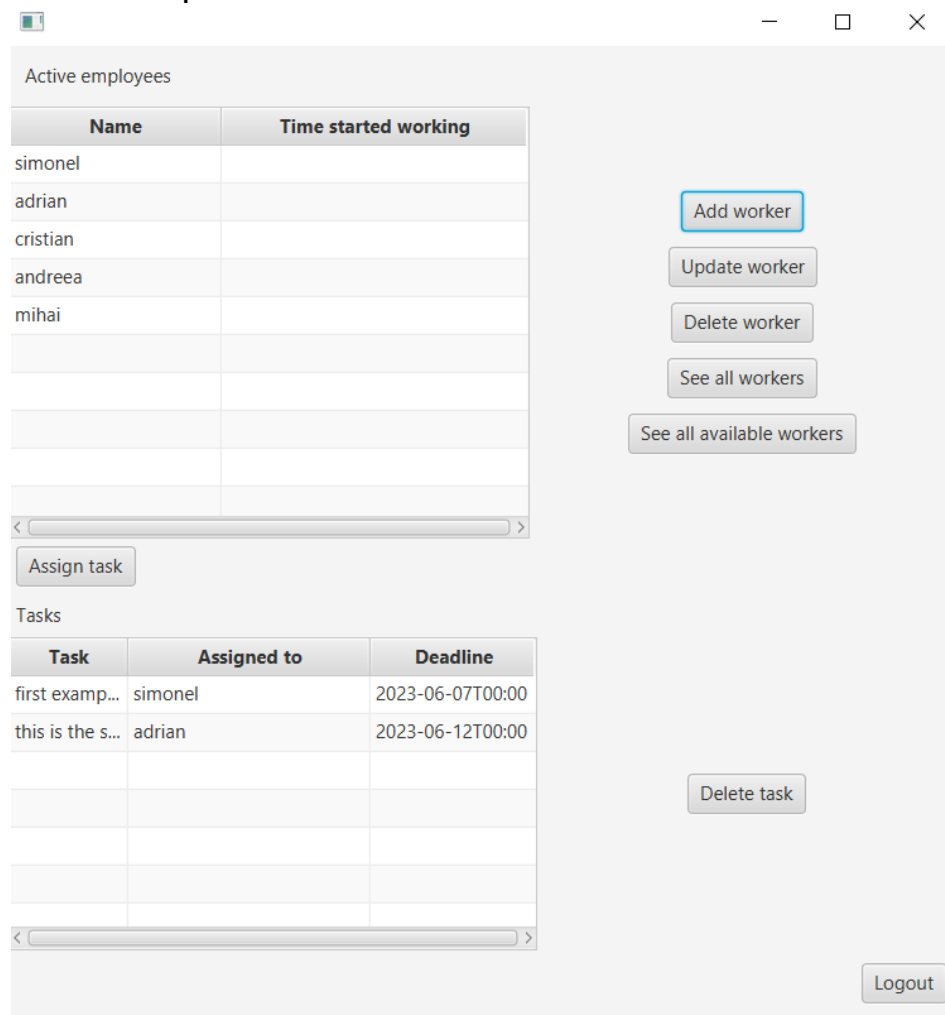 Active employees
Name Time started working
simonel
adrian
cristian
andreea
mihai
Add worker
Update worker
Delete worker
See all workers
See all available workers
Assign task
Tasks
Task Assigned to Deadline
first examp... simonel 2023-06-07T00:00
this is the s... adrian 2023-06-12T00:00
Delete task
Logout